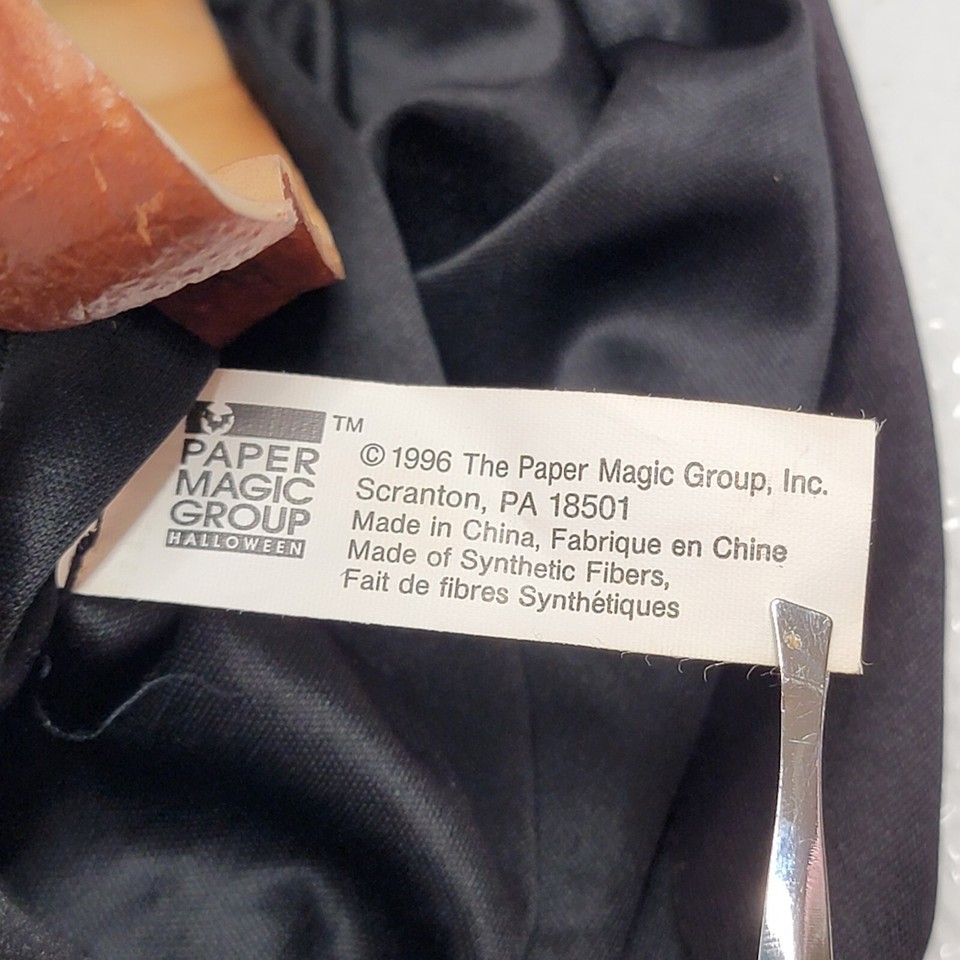 PAPER
MAGIC
GROUP
HALLOWEEN
TM
© 1996 The Paper Magic Group, Inc.
Scranton, PA 18501
Made in China, Fabrique en Chine
Made of Synthetic Fibers,
Fait de fibres Synthétiques